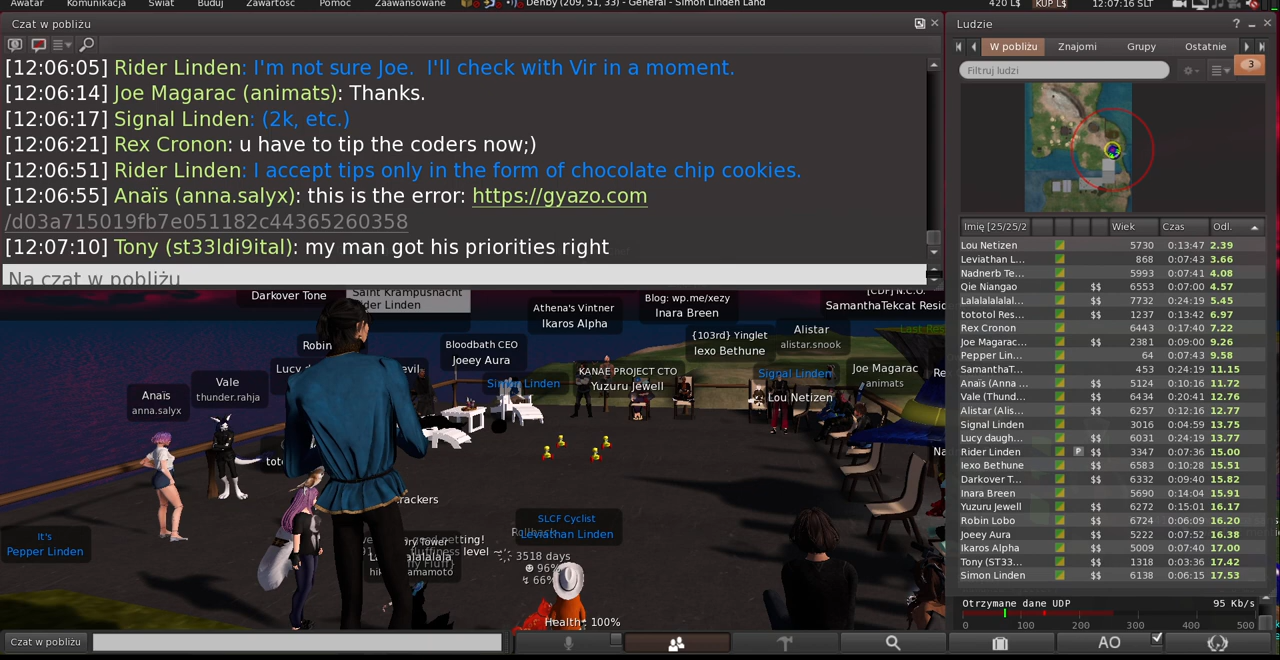 Awatar Komunikacja Świat Buduj Zawartość Pomoc Zaawansowane Denby (209, 51, 33) - General - Simon Linden Land 420 L$ KUP L$ 12:07:16 SLT
Czat w pobliżu
[12:06:05] Rider Linden: I'm not sure Joe. I'll check with Vir in a moment.
[12:06:14] Joe Magarac (animats): Thanks.
[12:06:17] Signal Linden: (2k, etc.)
[12:06:21] Rex Cronon: u have to tip the coders now;)
[12:06:51] Rider Linden: I accept tips only in the form of chocolate chip cookies.
[12:06:55] Anaïs (anna.salyx): this is the error: https://gyazo.com
/d03a715019fb7e051182c44365260358
[12:07:10] Tony (st33ldi9ital): my man got his priorities right
Na czat w pobliżu
Darkover Tone
Saint Krampusnacht
Rider Linden
Athena's Vintner
Ikaros Alpha
Blog: wp.me/xezy
Inara Breen
[CDF] N.C.O.
SamanthaTekcat Resid
Robin
Bloodbath CEO
Joeey Aura
{103rd} Yinglet
Iexo Bethune
Alistar
alistar.snook
Last Res
Lucy d
evil
Simon Linden
KANAE PROJECT CTO
Yuzuru Jewell
Signal Linden
Lou Netizen
Joe Magarac
animats
Re
Anaïs
anna.salyx
Vale
thunder.rahja
toto
Na
rackers
It's
Pepper Linden
SLCF Cyclist
Leviathan Linden
3518 days
96%
66%
Health: 100%
Czat w pobliżu
Ludzie
? _ ×
W pobliżu Znajomi Grupy Ostatnie
Filtruj ludzi
3
Imię [25/25/2 Wiek Czas Odl.
Lou Netizen 5730 0:13:47 2.39
Leviathan L... 868 0:07:43 3.66
Nadnerb Te... 5993 0:07:41 4.08
Qie Niangao $$ 6553 0:07:00 4.57
Lalalalalalal... $$ 7732 0:24:19 5.45
tototol Res... $$ 1237 0:13:42 6.97
Rex Cronon 6443 0:17:40 7.22
Joe Magarac... $$ 2381 0:09:00 9.26
Pepper Lin... 64 0:07:43 9.58
SamanthaT... 453 0:24:19 11.15
Anaïs (Anna ... $$ 5124 0:10:16 11.72
Vale (Thund... $$ 6434 0:20:41 12.76
Alistar (Alis... $$ 6257 0:12:16 12.77
Signal Linden 3016 0:04:59 13.75
Lucy daugh... $$ 6031 0:24:19 13.77
Rider Linden P $$ 3347 0:07:36 15.00
Iexo Bethune $$ 6583 0:10:28 15.51
Darkover T... $$ 6332 0:09:40 15.82
Inara Breen 5690 0:14:04 15.91
Yuzuru Jewell $$ 6272 0:15:01 16.17
Robin Lobo $$ 6724 0:06:09 16.20
Joeey Aura $$ 5222 0:07:52 16.38
Ikaros Alpha $$ 5009 0:07:40 17.00
Tony (ST33... $$ 1318 0:03:36 17.42
Simon Linden $$ 6138 0:06:15 17.53
Otrzymane dane UDP 95 Kb/s
0 100 200 300 400 500
AO